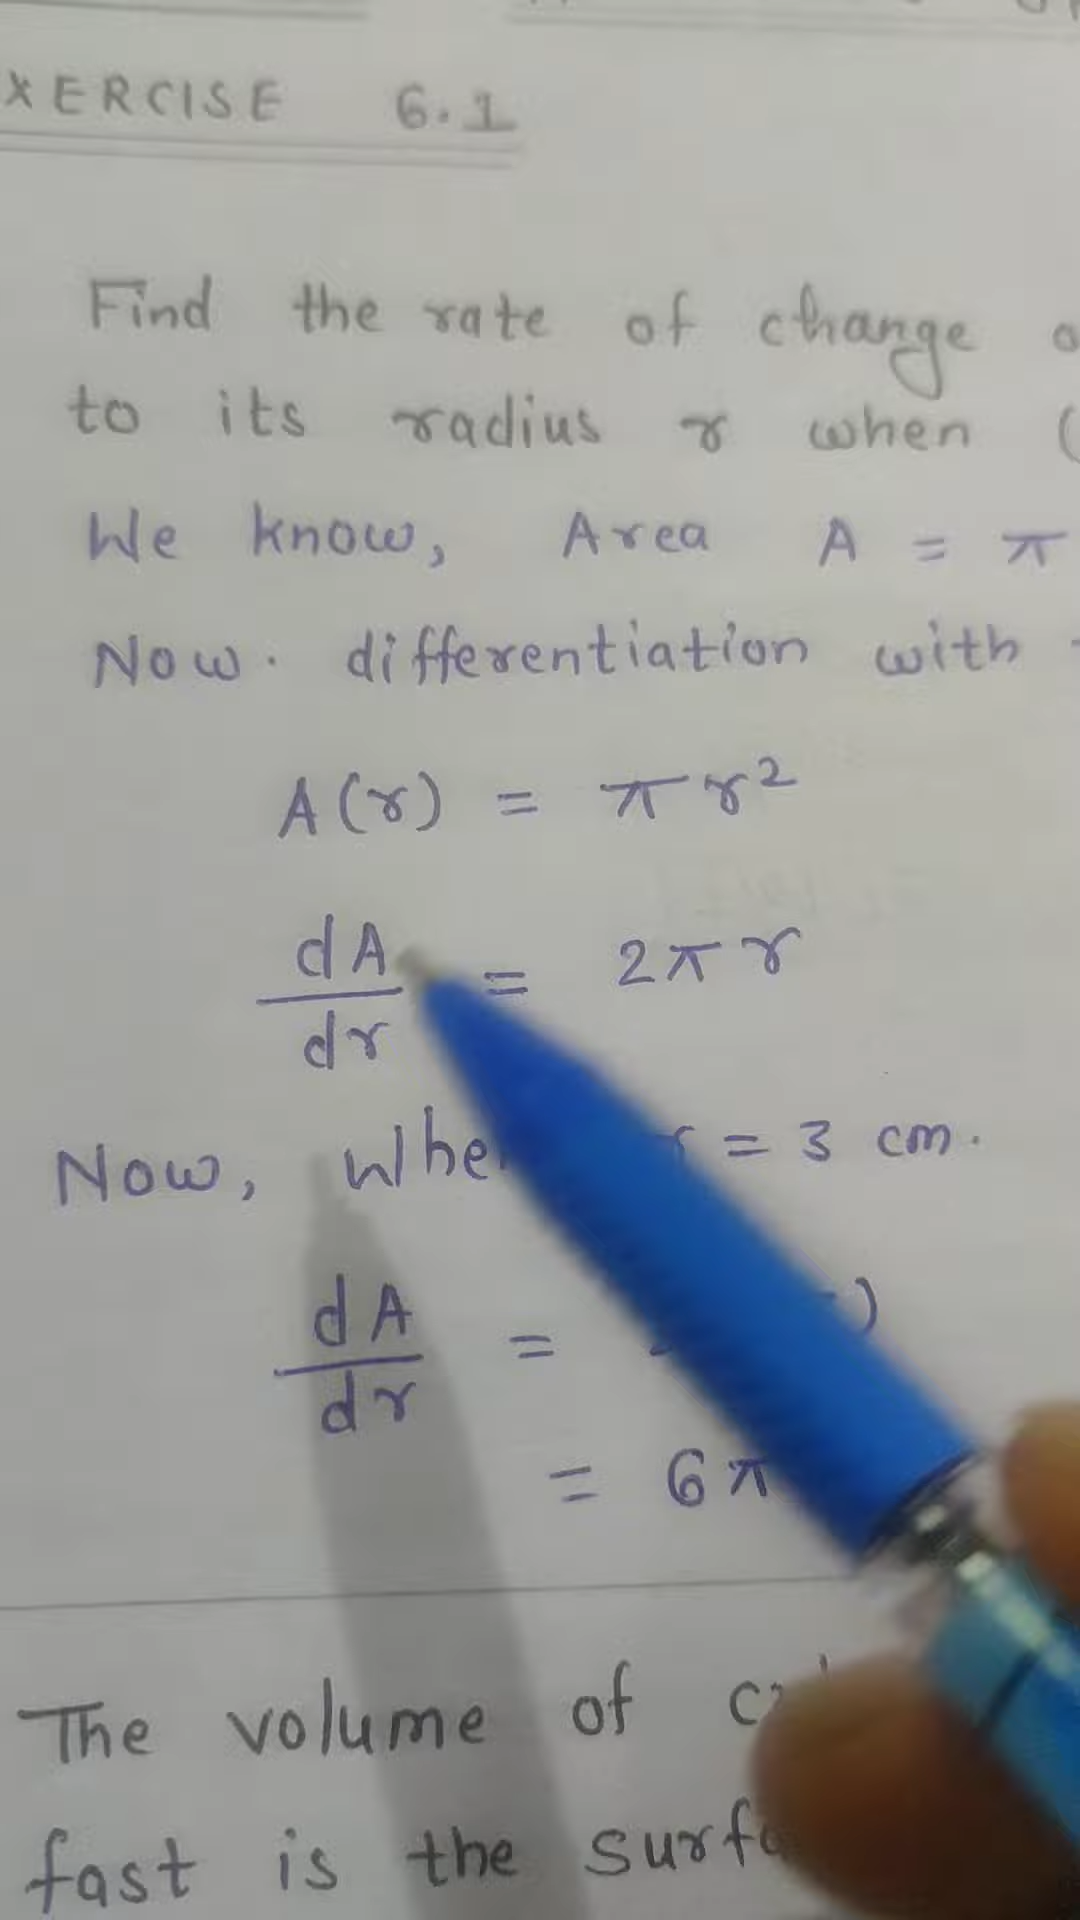 XERCISE 6.1
Find the rate of change
to its radius r when (
We know, Area A = π
Now. differentiation with
A(r) = πr²
dA
dr
= 2πr
Now, Whe r = 3 cm.
dA
dr
= )
= 6π
The volume of
fast is the surf